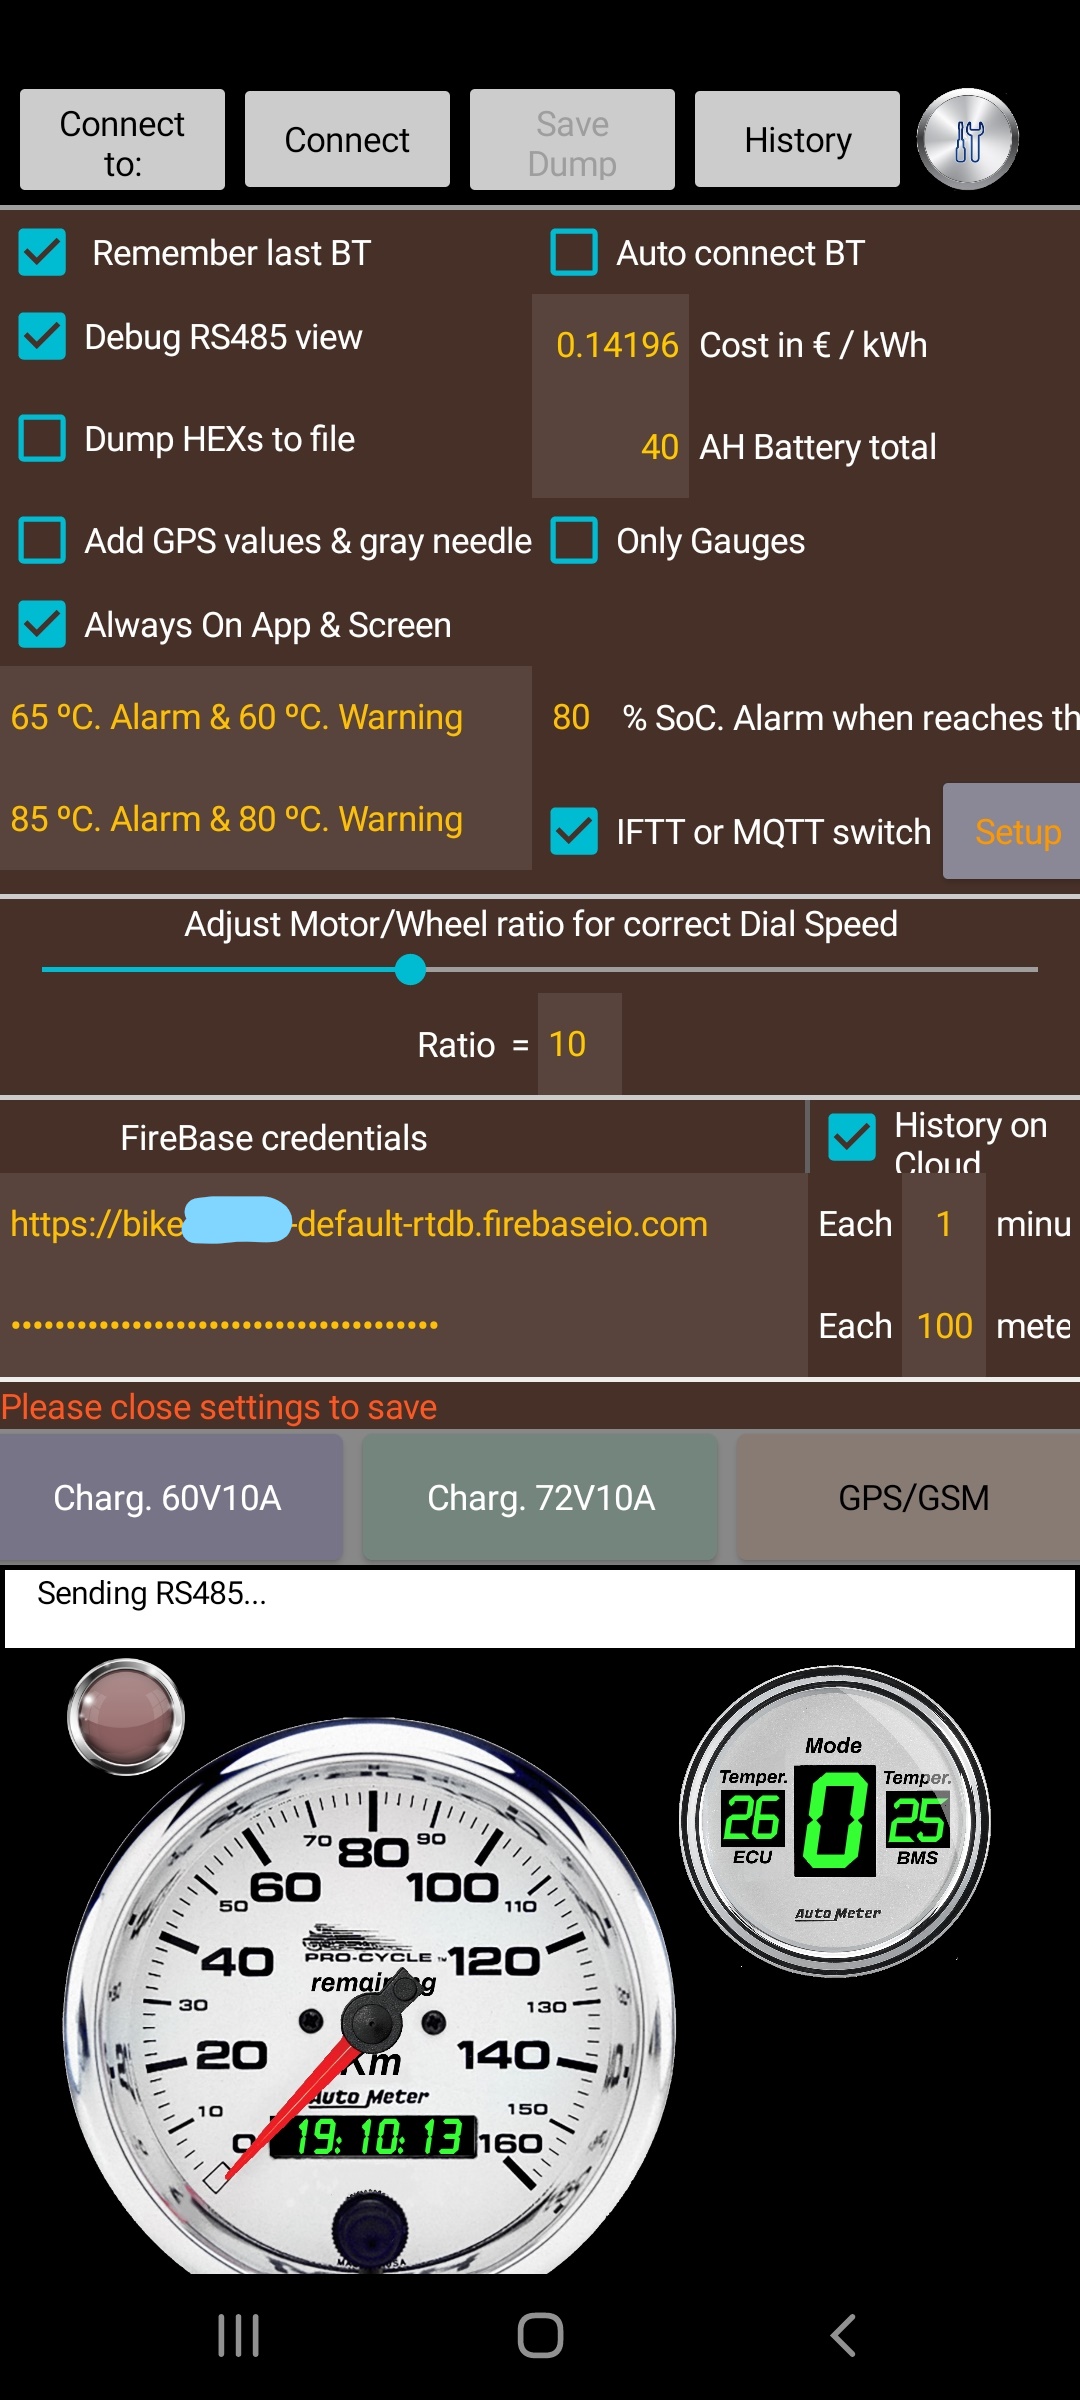 Connect to:
Connect
Save Dump
History
Remember last BT
Auto connect BT
Debug RS485 view
0.14196 Cost in € / kWh
Dump HEXs to file
40 AH Battery total
Add GPS values & gray needle
Only Gauges
Always On App & Screen
65 ºC. Alarm & 60 ºC. Warning
80 % SoC. Alarm when reaches th
85 ºC. Alarm & 80 ºC. Warning
IFTT or MQTT switch
Setup
Adjust Motor/Wheel ratio for correct Dial Speed
Ratio = 10
FireBase credentials
History on Cloud
https://bike
-default-rtdb.firebaseio.com
Each 1 minu
Each 100 mete
Please close settings to save
Charg. 60V10A
Charg. 72V10A
GPS/GSM
Sending RS485...
Mode
Temper.
Temper.
26
0
25
ECU
BMS
Auto Meter
70 80 90
60 100
50 110
PRO-CYCLE
40 120
30 130
20 140
Km
Auto Meter
10 150
0 19:10:13 160